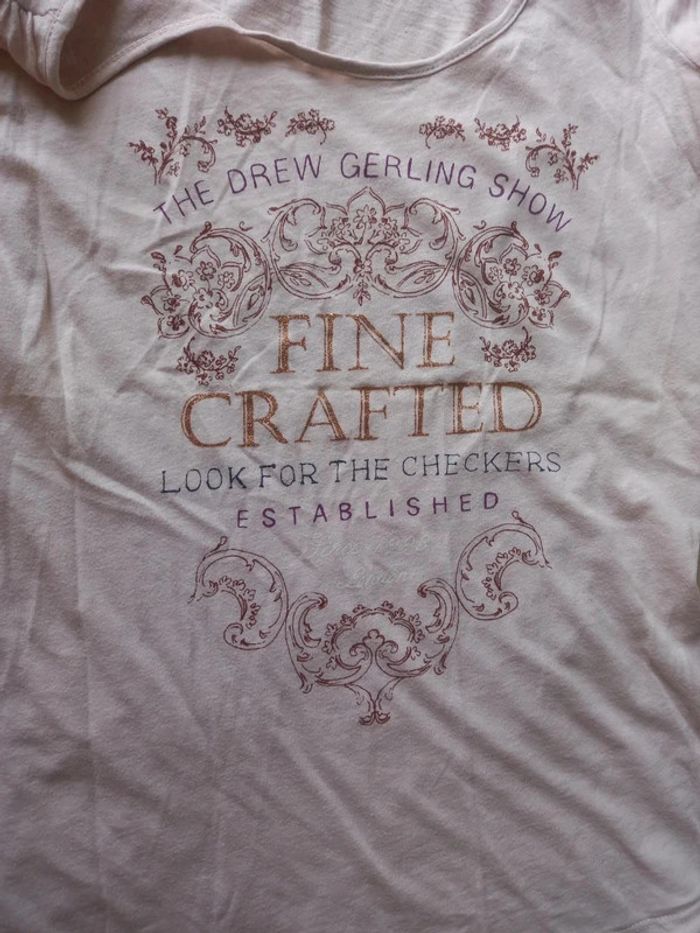 THE DREW GERLING SHOW
FINE
CRAFTED
LOOK FOR THE CHECKERS
ESTABLISHED